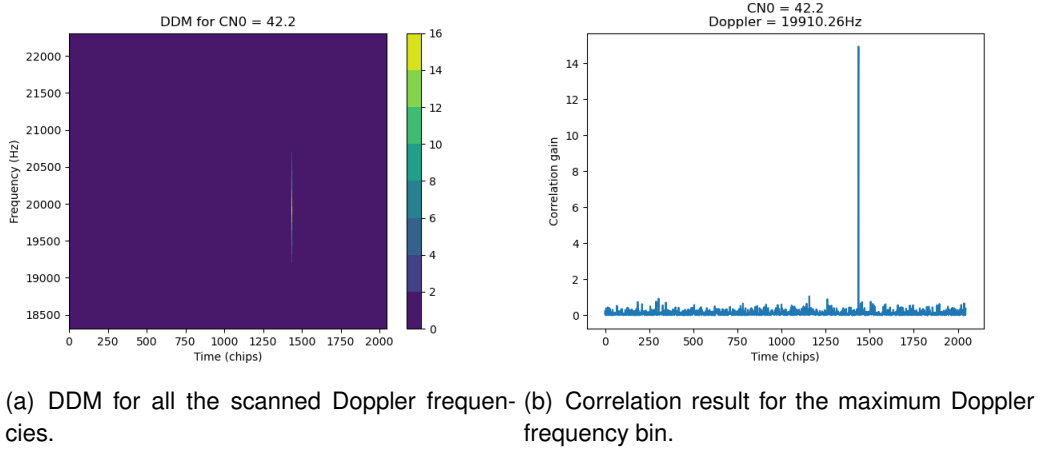 DDM for CN0 = 42.2
Frequency (Hz)
22000
21500
21000
20500
20000
19500
19000
18500
0 250 500 750 1000 1250 1500 1750 2000
Time (chips)
16
14
12
10
8
6
4
2
0
CN0 = 42.2
Doppler = 19910.26Hz
Correlation gain
14
12
10
8
6
4
2
0
0 250 500 750 1000 1250 1500 1750 2000
Time (chips)
(a) DDM for all the scanned Doppler frequen-
cies.
(b) Correlation result for the maximum Doppler
frequency bin.